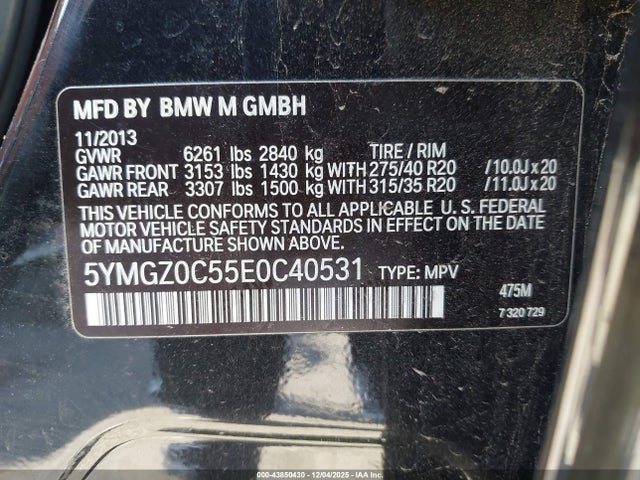 MFD BY BMW M GMBH
11/2013
GVWR 6261 lbs 2840 kg TIRE / RIM
GAWR FRONT 3153 lbs 1430 kg WITH 275/40 R20 / 10.0J x 20
GAWR REAR 3307 lbs 1500 kg WITH 315/35 R20 / 11.0J x 20
THIS VEHICLE CONFORMS TO ALL APPLICABLE U.S. FEDERAL
MOTOR VEHICLE SAFETY STANDARDS IN EFFECT ON THE
DATE OF MANUFACTURE SHOWN ABOVE.
5YMGZ0C55E0C40531 TYPE: MPV
475M
7 320 729
000-43850430 - 12/04/2025 - IAA Inc.